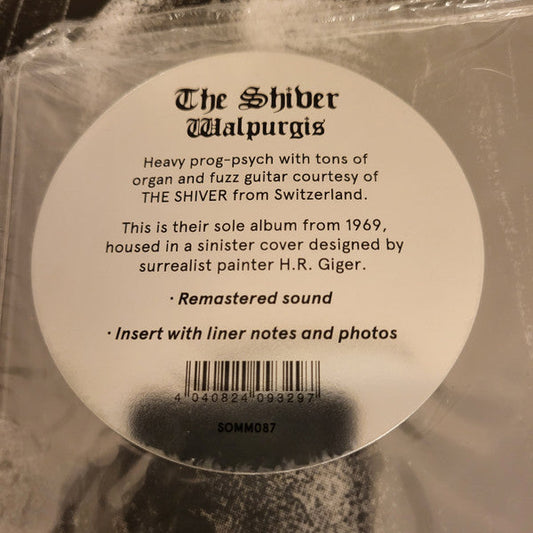 The Shiver
Walpurgis
Heavy prog-psych with tons of
organ and fuzz guitar courtesy of
THE SHIVER from Switzerland.
This is their sole album from 1969,
housed in a sinister cover designed by
surrealist painter H.R. Giger.
· Remastered sound
· Insert with liner notes and photos
4 040824 093297
SOMM087